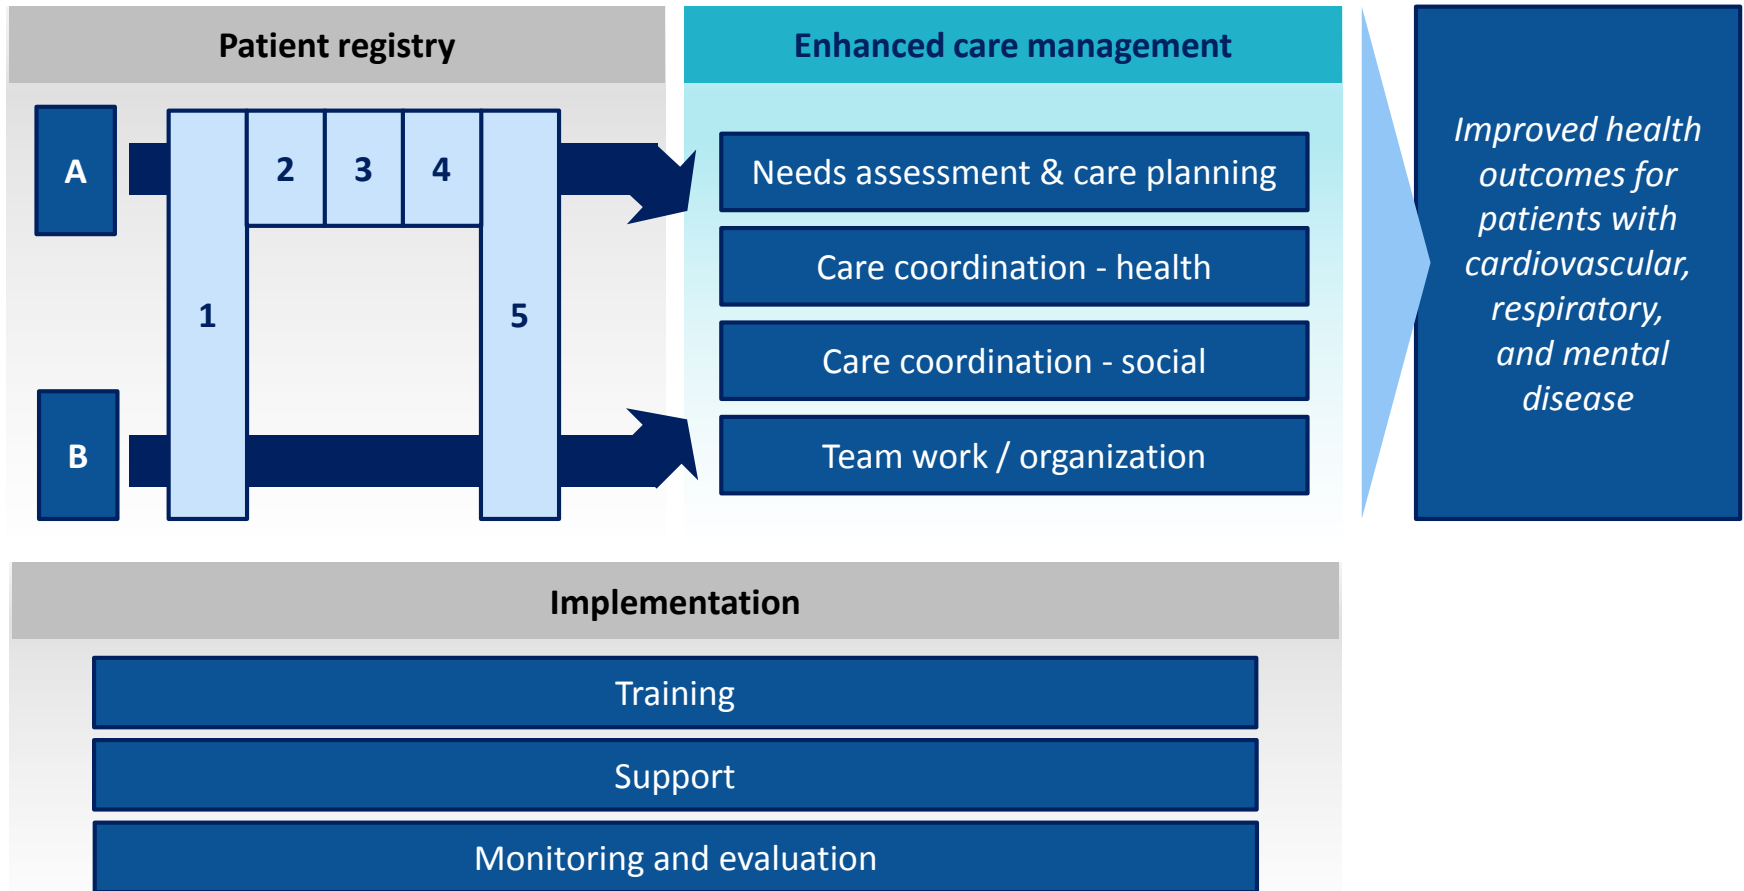 Patient registry
A
1
2
3
4
5
B
Enhanced care management
Needs assessment & care planning
Care coordination - health
Care coordination - social
Team work / organization
Improved health
outcomes for
patients with
cardiovascular,
respiratory,
and mental
disease
Implementation
Training
Support
Monitoring and evaluation